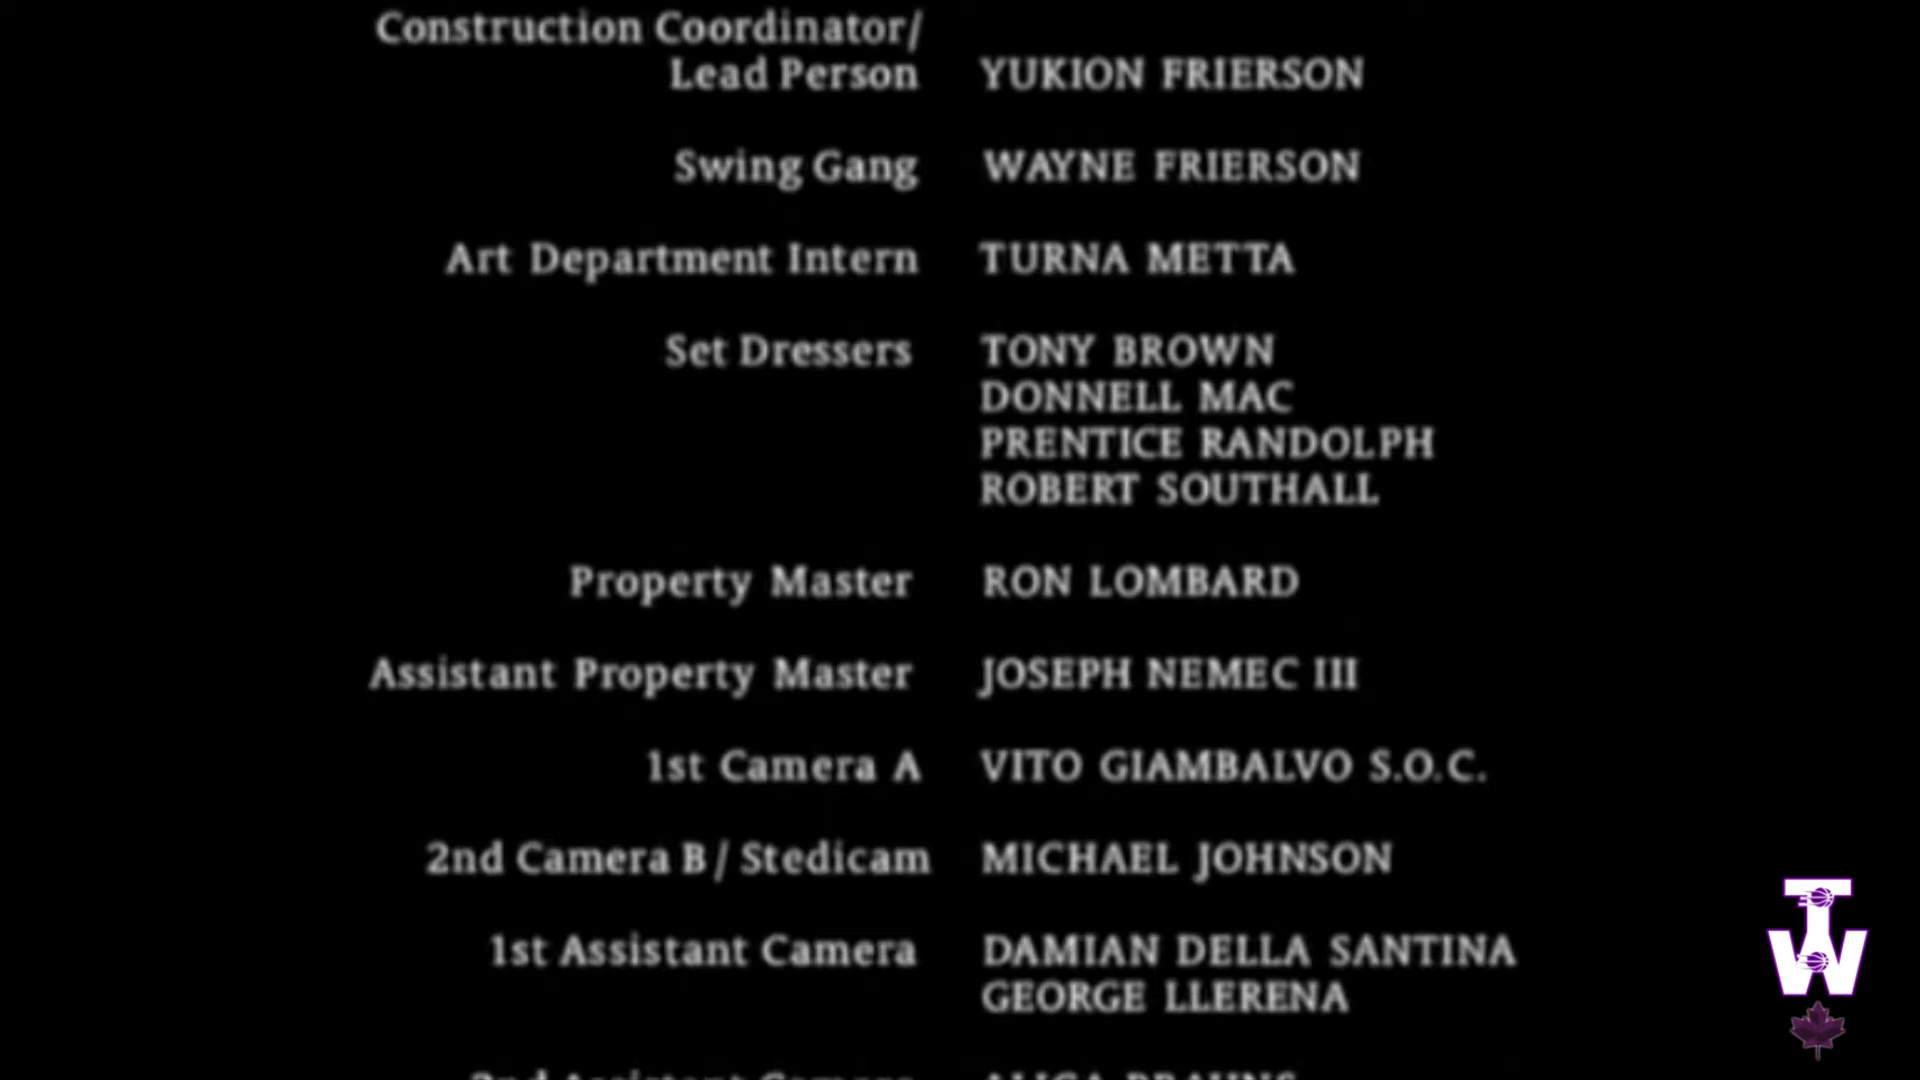 Construction Coordinator/
Lead Person YUKION FRIERSON
Swing Gang WAYNE FRIERSON
Art Department Intern TURNA METTA
Set Dressers TONY BROWN
DONNELL MAC
PRENTICE RANDOLPH
ROBERT SOUTHALL
Property Master RON LOMBARD
Assistant Property Master JOSEPH NEMEC III
1st Camera A VITO GIAMBALVO S.O.C.
2nd Camera B / Stedicam MICHAEL JOHNSON
1st Assistant Camera DAMIAN DELLA SANTINA
GEORGE LLERENA
TW